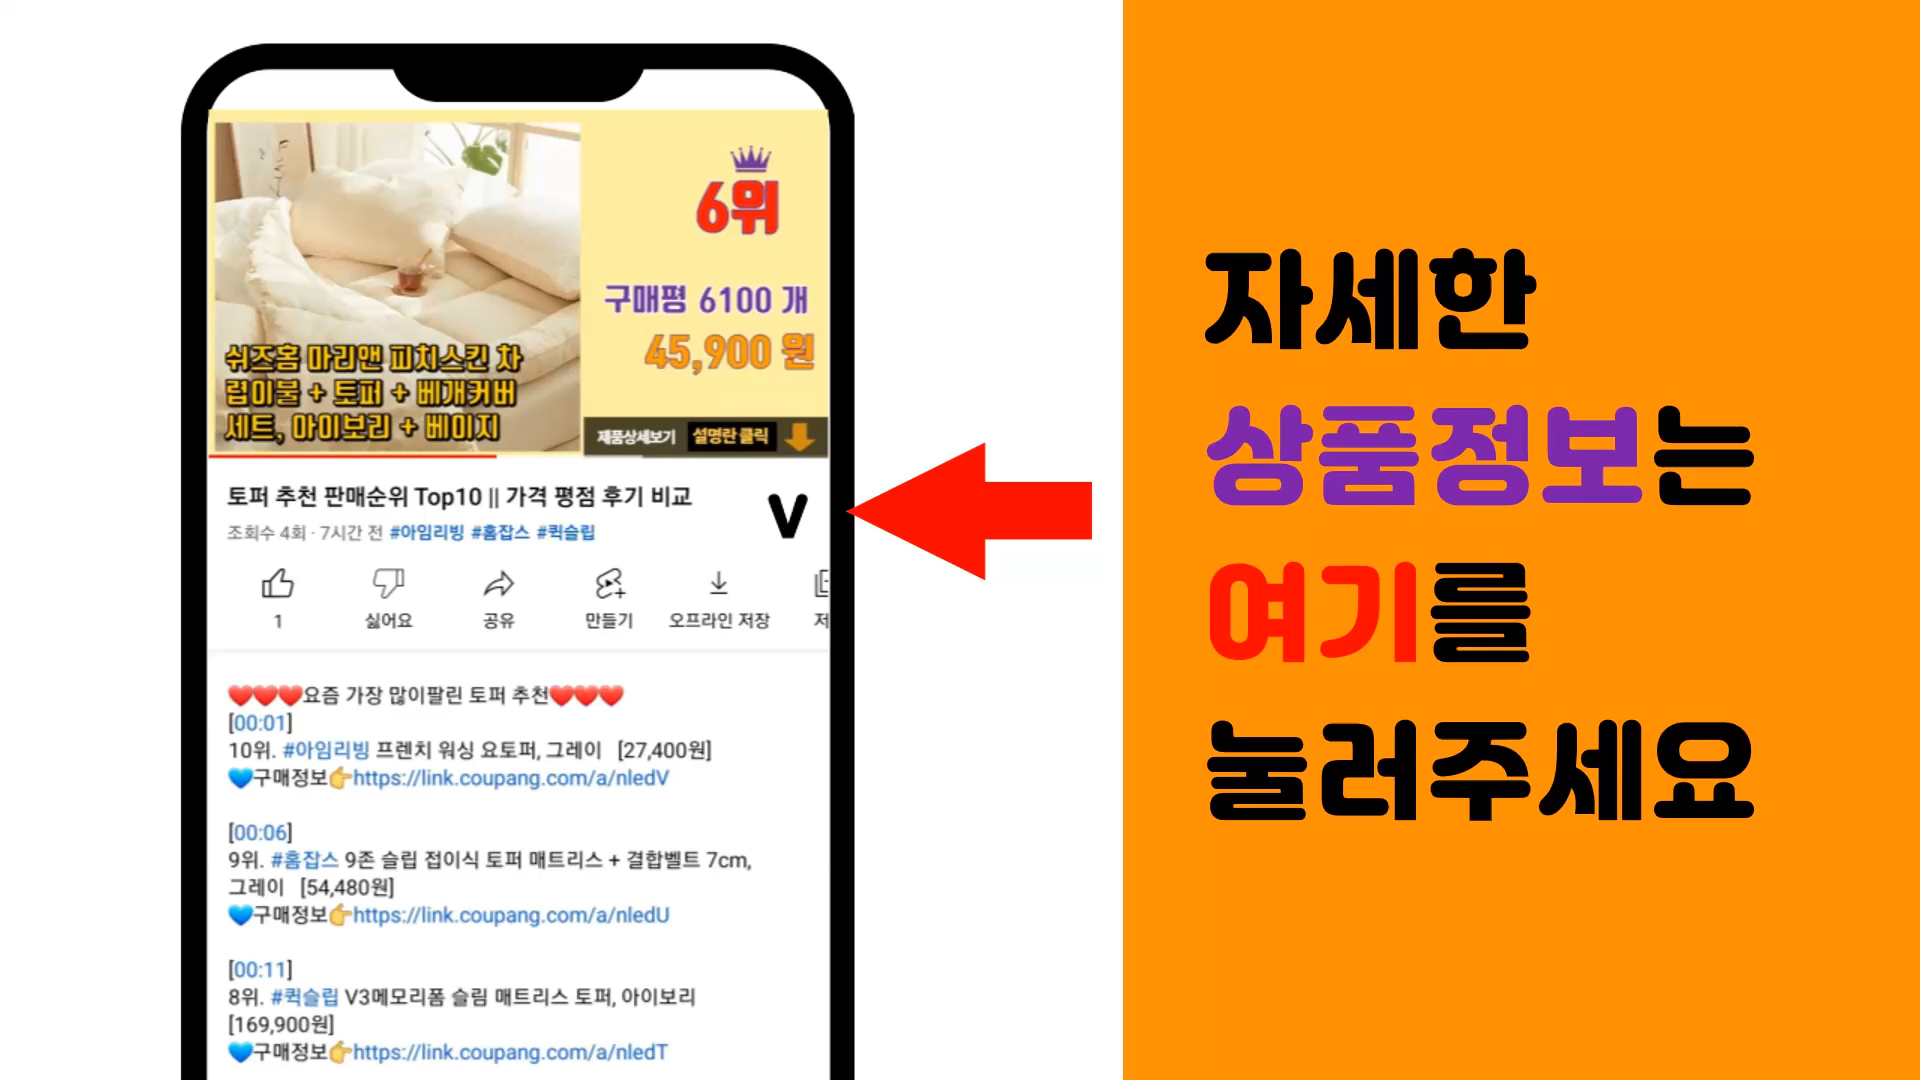 6위
구매평 6100 개
45,900 원
쉬즈홈 마리앤 피치스킨 차
렵이불 + 토퍼 + 베개커버
세트, 아이보리 + 베이지
제품상세보기 설명란 클릭
토퍼 추천 판매순위 Top10 || 가격 평점 후기 비교
V
조회수 4회 · 7시간 전 #아임리빙 #홈잡스 #퀵슬립
1 싫어요 공유 만들기 오프라인 저장 저
❤️❤️❤️요즘 가장 많이팔린 토퍼 추천❤️❤️❤️
[00:01]
10위. #아임리빙 프렌치 워싱 요토퍼, 그레이 [27,400원]
💙구매정보👉https://link.coupang.com/a/nledV
[00:06]
9위. #홈잡스 9존 슬립 접이식 토퍼 매트리스 + 결합벨트 7cm,
그레이 [54,480원]
💙구매정보👉https://link.coupang.com/a/nledU
[00:11]
8위. #퀵슬립 V3메모리폼 슬림 매트리스 토퍼, 아이보리
[169,900원]
💙구매정보👉https://link.coupang.com/a/nledT
자세한
상품정보는
여기를
눌러주세요